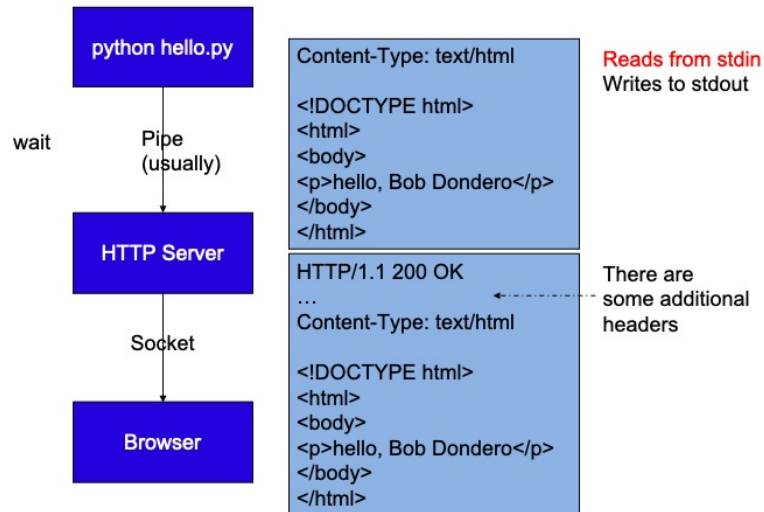 python hello.py
Content-Type: text/html
<!DOCTYPE html>
<html>
<body>
<p>hello, Bob Dondero</p>
</body>
</html>
Reads from stdin
Writes to stdout
wait
Pipe
(usually)
HTTP Server
HTTP/1.1 200 OK
…
Content-Type: text/html
<!DOCTYPE html>
<html>
<body>
<p>hello, Bob Dondero</p>
</body>
</html>
There are
some additional
headers
Socket
Browser